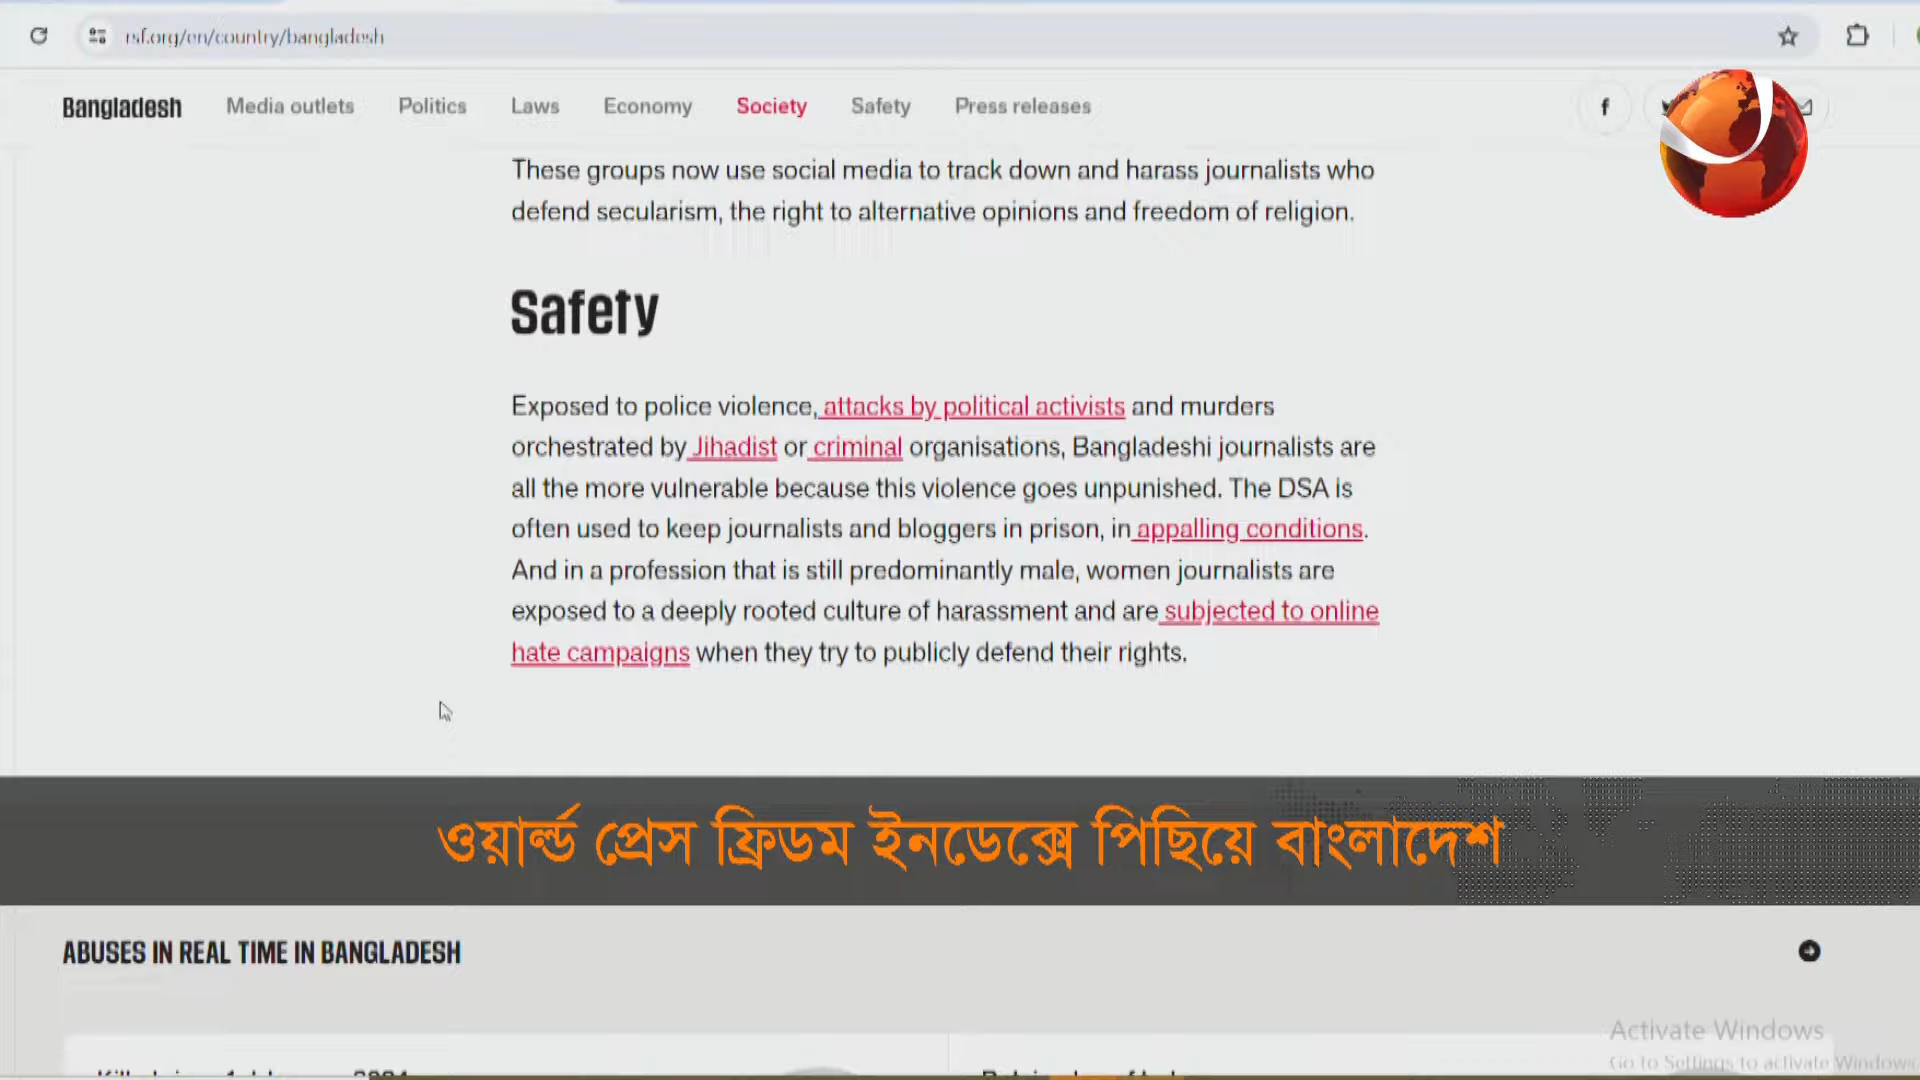 rsf.org/en/country/bangladesh
Bangladesh Media outlets Politics Laws Economy Society Safety Press releases
These groups now use social media to track down and harass journalists who
defend secularism, the right to alternative opinions and freedom of religion.
Safety
Exposed to police violence, attacks by political activists and murders
orchestrated by Jihadist or criminal organisations, Bangladeshi journalists are
all the more vulnerable because this violence goes unpunished. The DSA is
often used to keep journalists and bloggers in prison, in appalling conditions.
And in a profession that is still predominantly male, women journalists are
exposed to a deeply rooted culture of harassment and are subjected to online
hate campaigns when they try to publicly defend their rights.
ওয়ার্ল্ড প্রেস ফ্রিডম ইনডেক্সে পিছিয়ে বাংলাদেশ
ABUSES IN REAL TIME IN BANGLADESH
Activate Windows
Go to Settings to activate Windows